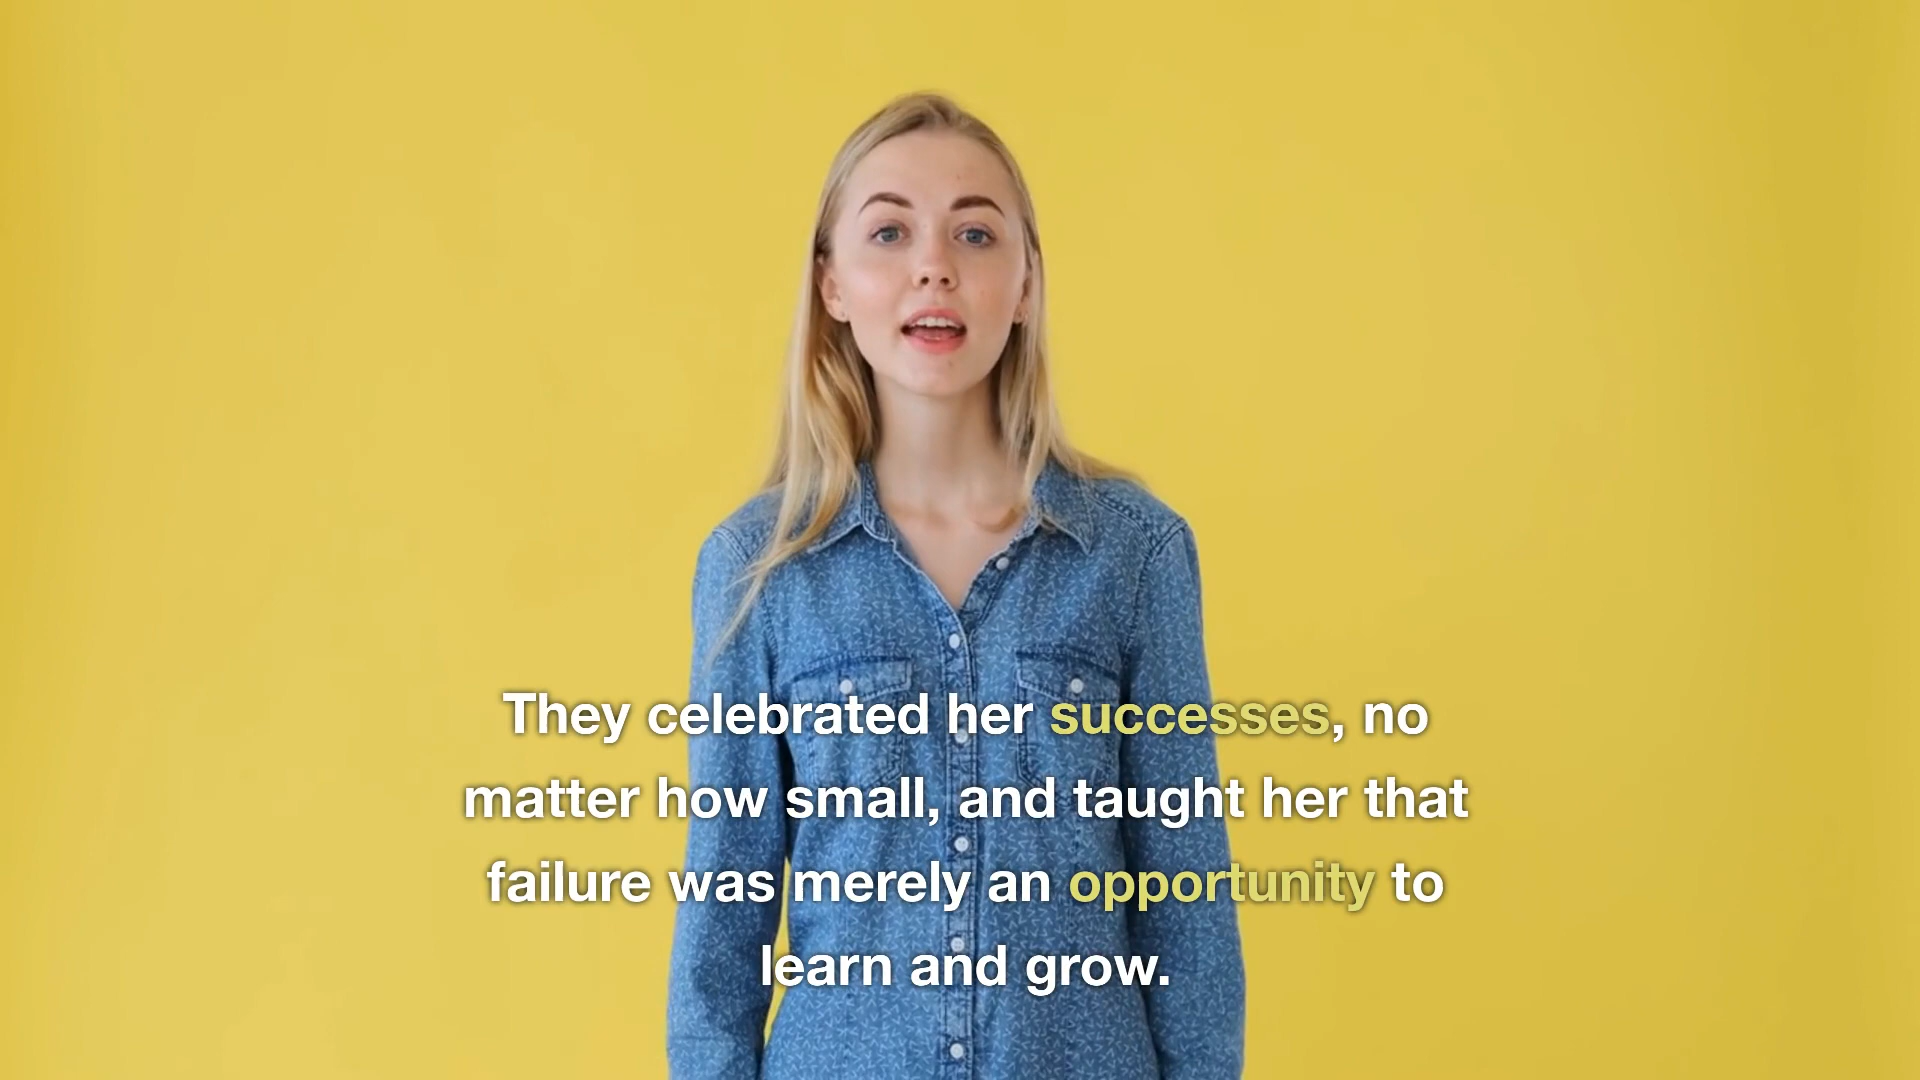 They celebrated her successes, no
matter how small, and taught her that
failure was merely an opportunity to
learn and grow.